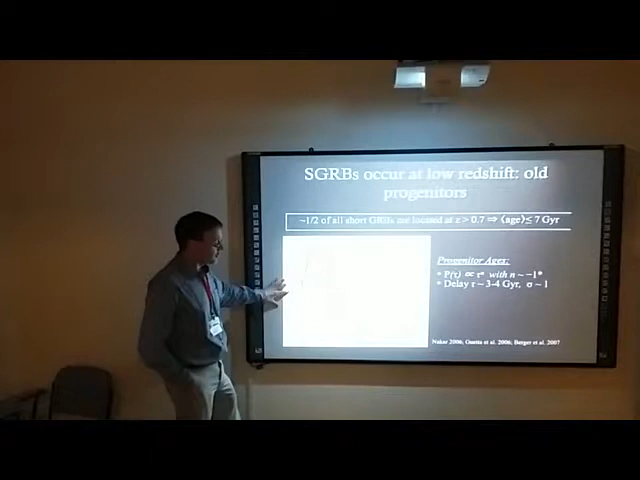 SGRBs occur at low redshift: old
progenitors
~1/2 of all short GRBs are located at z > 0.7 ⇒ ⟨age⟩ ≤ 7 Gyr
Progenitor Ages:
* P(τ) ∝ τⁿ with n ~ −1*
* Delay τ ~ 3-4 Gyr, σ ~ 1
Nakar 2006; Guetta et al. 2006; Berger et al. 2007